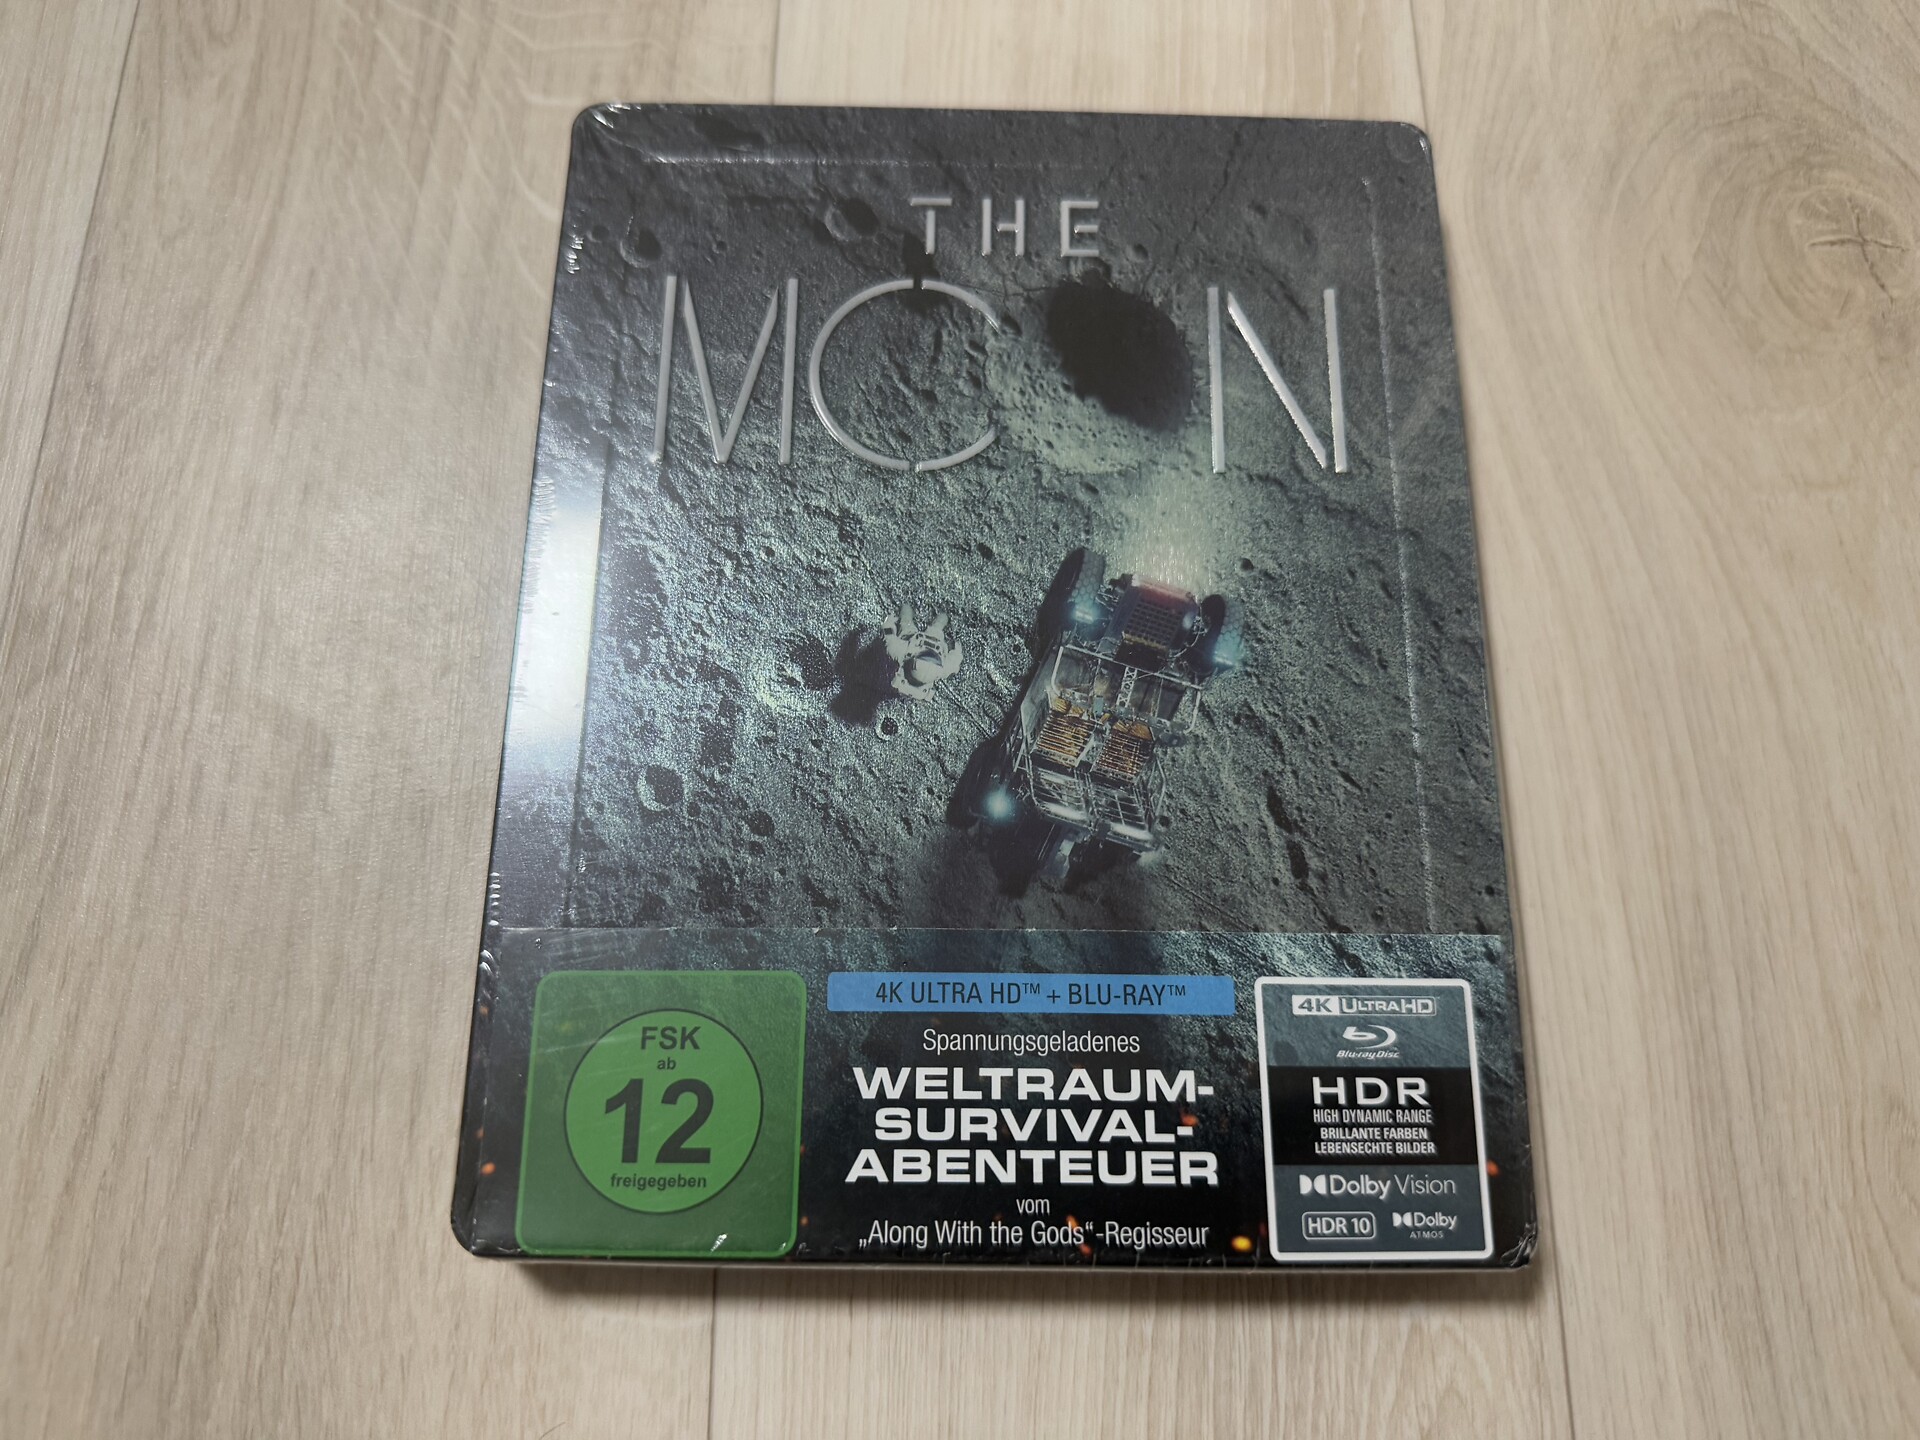 THE
MOON
FSK
ab
12
freigegeben
4K ULTRA HD™ + BLU-RAY™
Spannungsgeladenes
WELTRAUM-
SURVIVAL-
ABENTEUER
vom
„Along With the Gods“-Regisseur
4K ULTRA HD
Blu-ray Disc
HDR
HIGH DYNAMIC RANGE
BRILLANTE FARBEN
LEBENSECHTE BILDER
Dolby Vision
HDR 10
Dolby
ATMOS